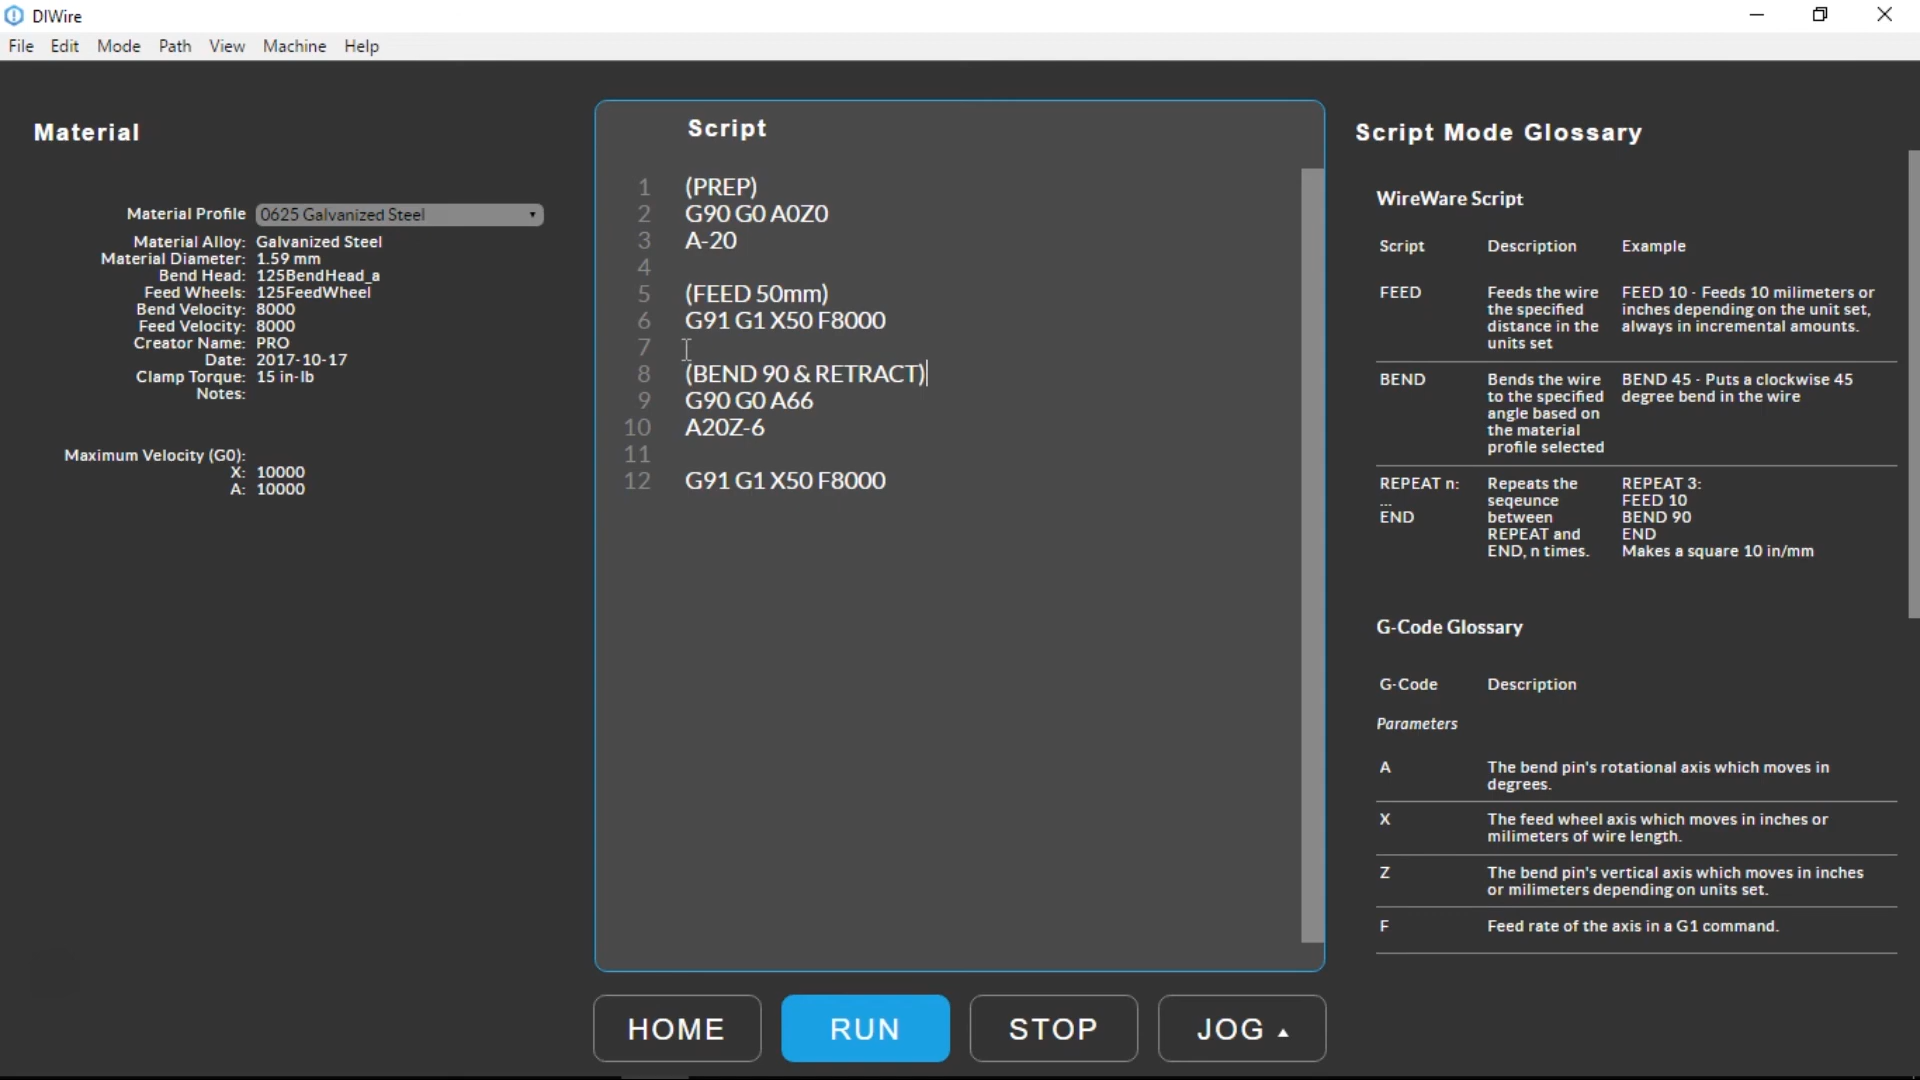 DIWire
File Edit Mode Path View Machine Help
Material
Material Profile 0625 Galvanized Steel
Material Alloy: Galvanized Steel
Material Diameter: 1.59 mm
Bend Head: 125BendHead_a
Feed Wheels: 125FeedWheel
Bend Velocity: 8000
Feed Velocity: 8000
Creator Name: PRO
Date: 2017-10-17
Clamp Torque: 15 in-lb
Notes:
Maximum Velocity (G0):
X: 10000
A: 10000
Script
1 (PREP)
2 G90 G0 A0Z0
3 A-20
4
5 (FEED 50mm)
6 G91 G1 X50 F8000
7
8 (BEND 90 & RETRACT)
9 G90 G0 A66
10 A20Z-6
11
12 G91 G1 X50 F8000
HOME RUN STOP JOG ▲
Script Mode Glossary
WireWare Script
Script Description Example
FEED Feeds the wire FEED 10 - Feeds 10 milimeters or
the specified inches depending on the unit set,
distance in the always in incremental amounts.
units set
BEND Bends the wire BEND 45 - Puts a clockwise 45
to the specified degree bend in the wire
angle based on
the material
profile selected
REPEAT n: Repeats the REPEAT 3:
... seqeunce FEED 10
END between BEND 90
REPEAT and END
END, n times. Makes a square 10 in/mm
G-Code Glossary
G-Code Description
Parameters
A The bend pin's rotational axis which moves in
degrees.
X The feed wheel axis which moves in inches or
milimeters of wire length.
Z The bend pin's vertical axis which moves in inches
or milimeters depending on units set.
F Feed rate of the axis in a G1 command.